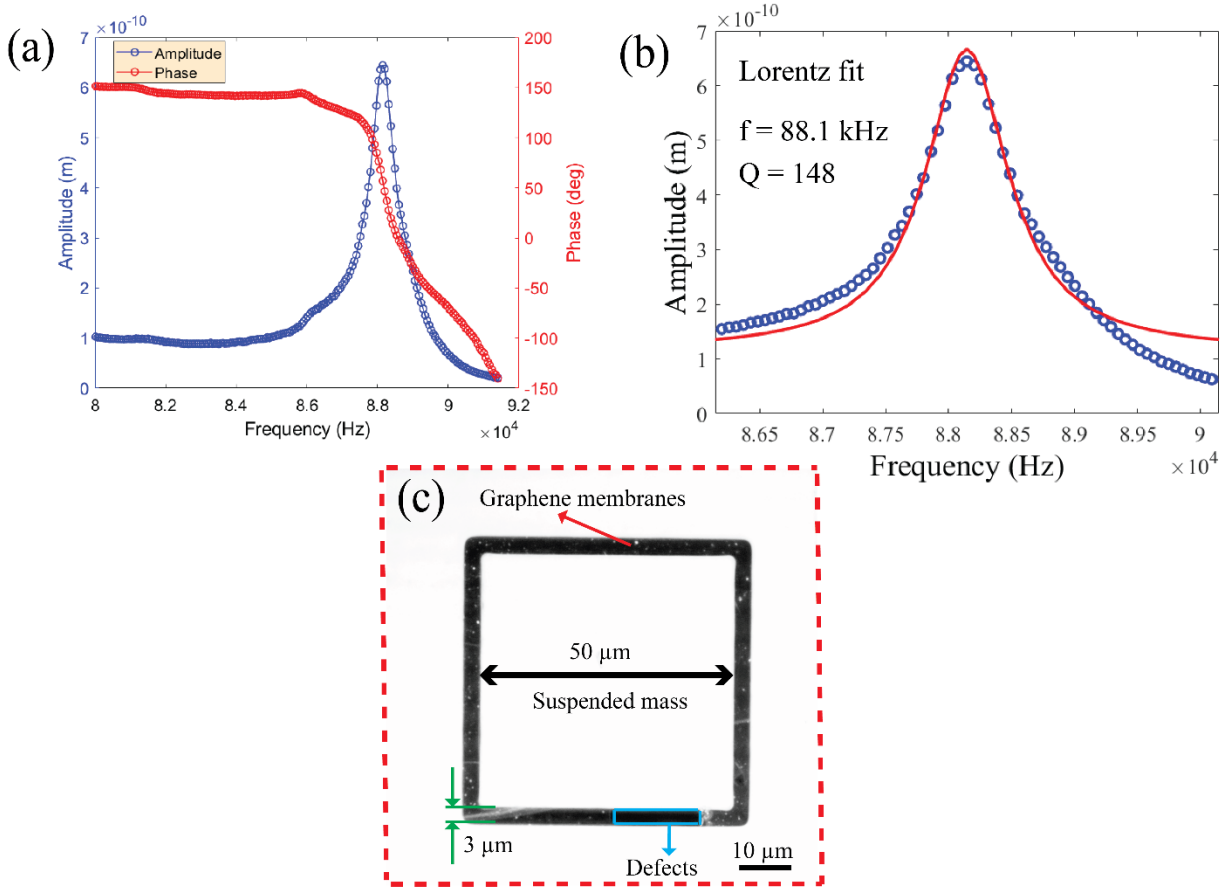 (a)
×10⁻¹⁰
Amplitude
Phase
7
6
5
4
3
2
1
0
Amplitude (m)
200
150
100
50
0
-50
-100
-150
Phase (deg)
8
8.2
8.4
8.6
8.8
9
9.2
Frequency (Hz)
×10⁴
(b)
×10⁻¹⁰
Lorentz fit
f = 88.1 kHz
Q = 148
7
6
5
4
3
2
1
0
Amplitude (m)
8.65
8.7
8.75
8.8
8.85
8.9
8.95
9
Frequency (Hz)
×10⁴
(c)
Graphene membranes
50 µm
Suspended mass
3 µm
Defects
10 µm